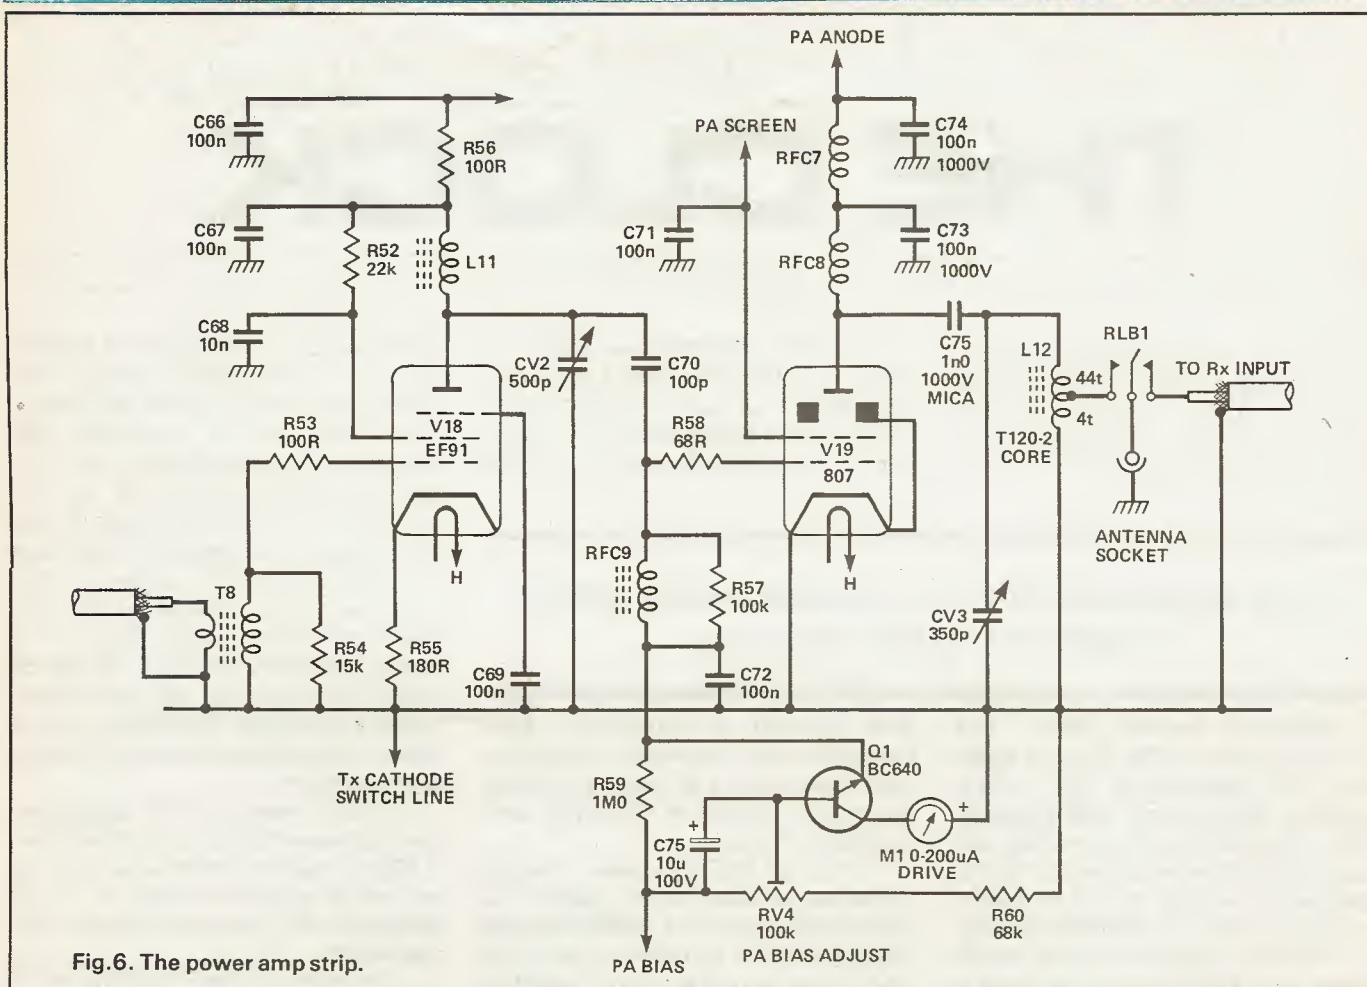 PA ANODE
C66
100n
R56
100R
PA SCREEN
RFC7
C74
100n
1000V
C67
100n
R52
22k
L11
C71
100n
RFC8
C73
100n
1000V
C68
10n
CV2
500p
C70
100p
C75
1n0
1000V
MICA
L12
44t
4t
T120-2
CORE
RLB1
TO Rx INPUT
R53
100R
V18
EF91
R58
68R
V19
807
ANTENNA
SOCKET
H
H
T8
R54
15k
R55
180R
C69
100n
RFC9
R57
100k
C72
100n
CV3
350p
Tx CATHODE
SWITCH LINE
R59
1M0
Q1
BC640
+
C75
10u
100V
+
M1 0-200uA
DRIVE
RV4
100k
R60
68k
PA BIAS
PA BIAS ADJUST
Fig.6. The power amp strip.